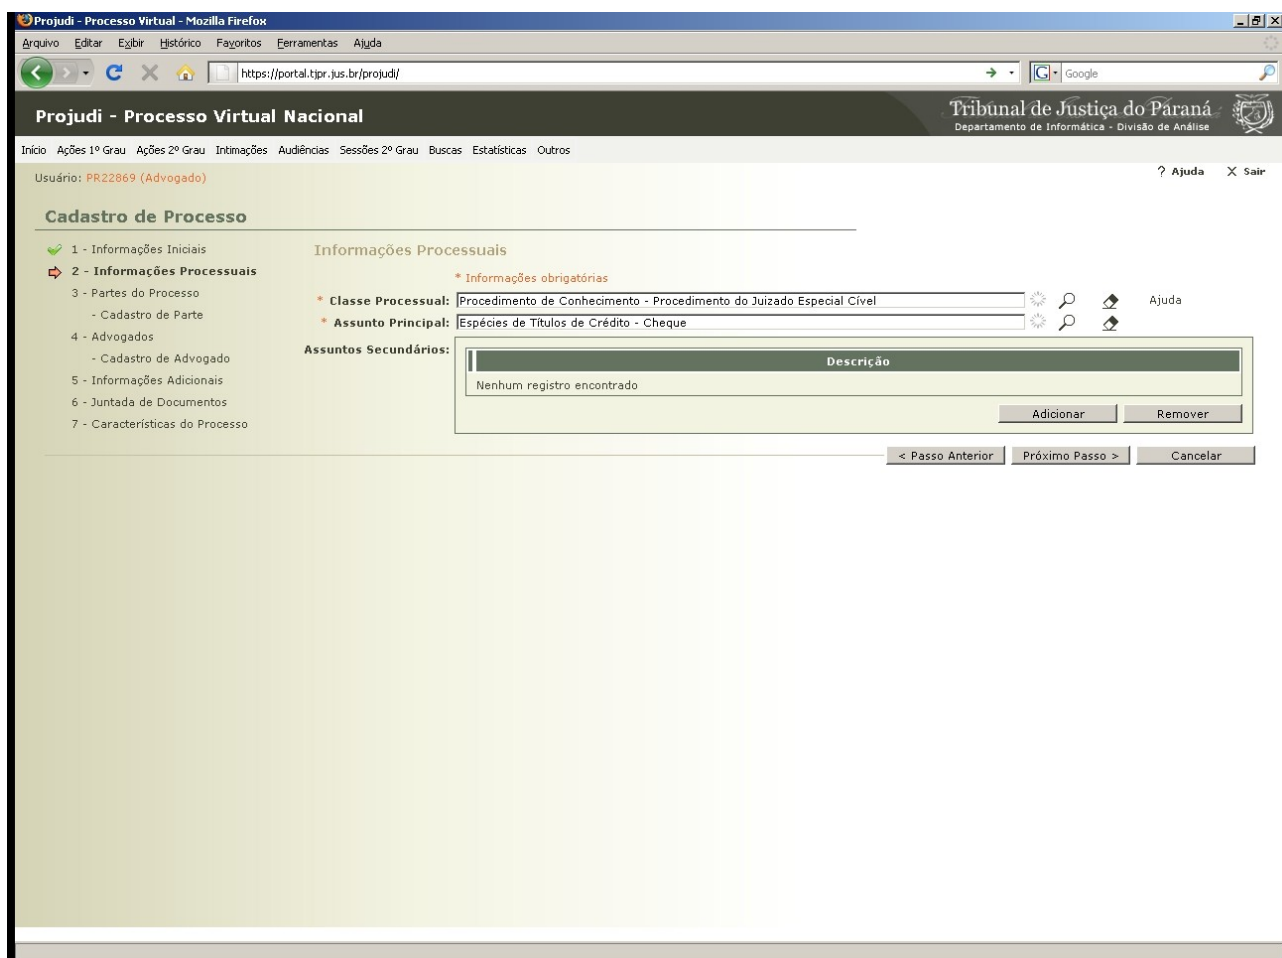 Projudi - Processo Virtual - Mozilla Firefox
Arquivo Editar Exibir Histórico Favoritos Ferramentas Ajuda
https://portal.tjpr.jus.br/projudi/ G Google
Projudi - Processo Virtual Nacional
Tribunal de Justiça do Paraná
Departamento de Informática - Divisão de Análise
Início Ações 1º Grau Ações 2º Grau Intimações Audiências Sessões 2º Grau Buscas Estatísticas Outros
Usuário: PR22869 (Advogado) ? Ajuda X Sair
Cadastro de Processo
1 - Informações Iniciais
2 - Informações Processuais
3 - Partes do Processo
- Cadastro de Parte
4 - Advogados
- Cadastro de Advogado
5 - Informações Adicionais
6 - Juntada de Documentos
7 - Características do Processo
Informações Processuais
* Informações obrigatórias
* Classe Processual: Procedimento de Conhecimento - Procedimento do Juizado Especial Cível Ajuda
* Assunto Principal: Espécies de Títulos de Crédito - Cheque
Assuntos Secundários:
Descrição
Nenhum registro encontrado
Adicionar Remover
< Passo Anterior Próximo Passo > Cancelar